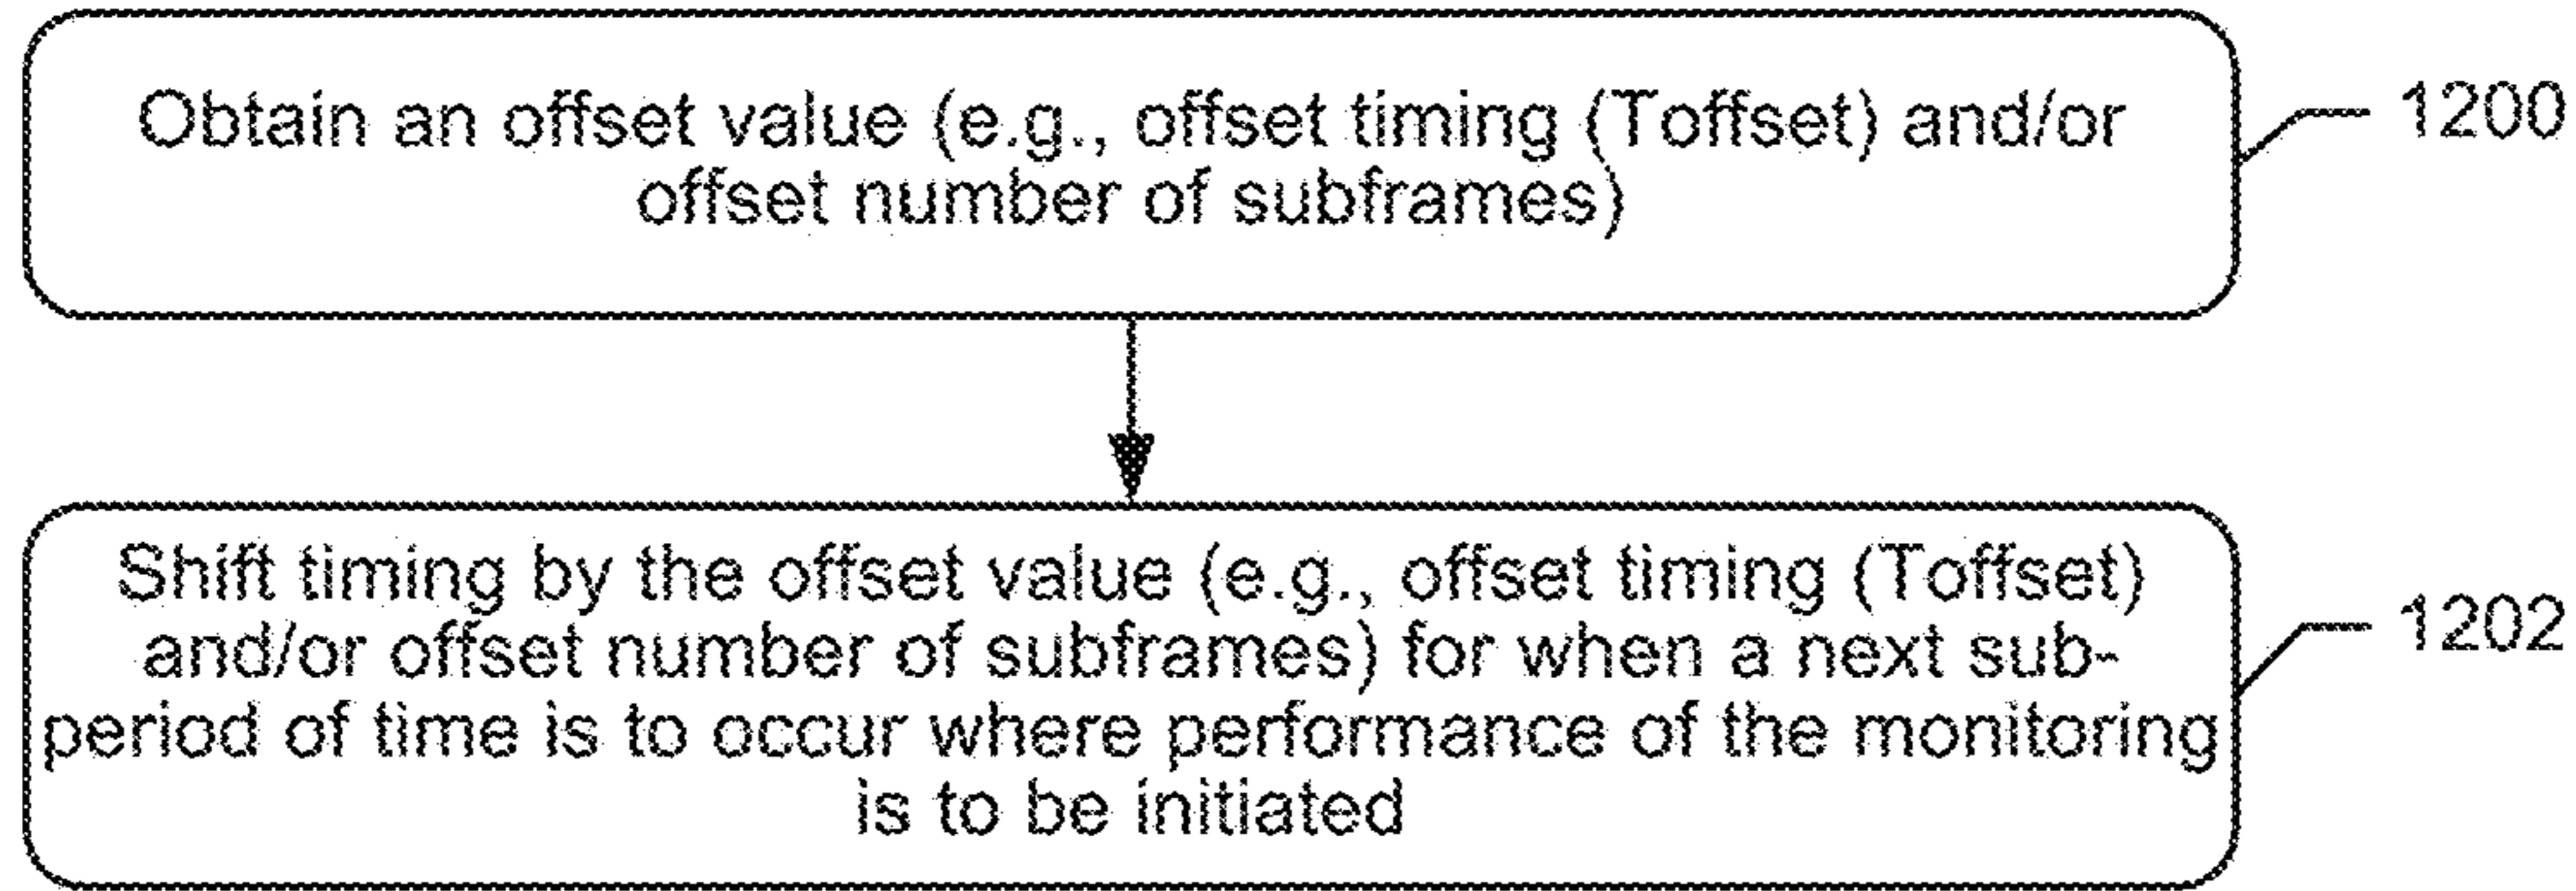 Obtain an offset value (e.g., offset timing (Toffset) and/or
offset number of subframes)
1200
Shift timing by the offset value (e.g., offset timing (Toffset)
and/or offset number of subframes) for when a next sub-
period of time is to occur where performance of the monitoring
is to be initiated
1202